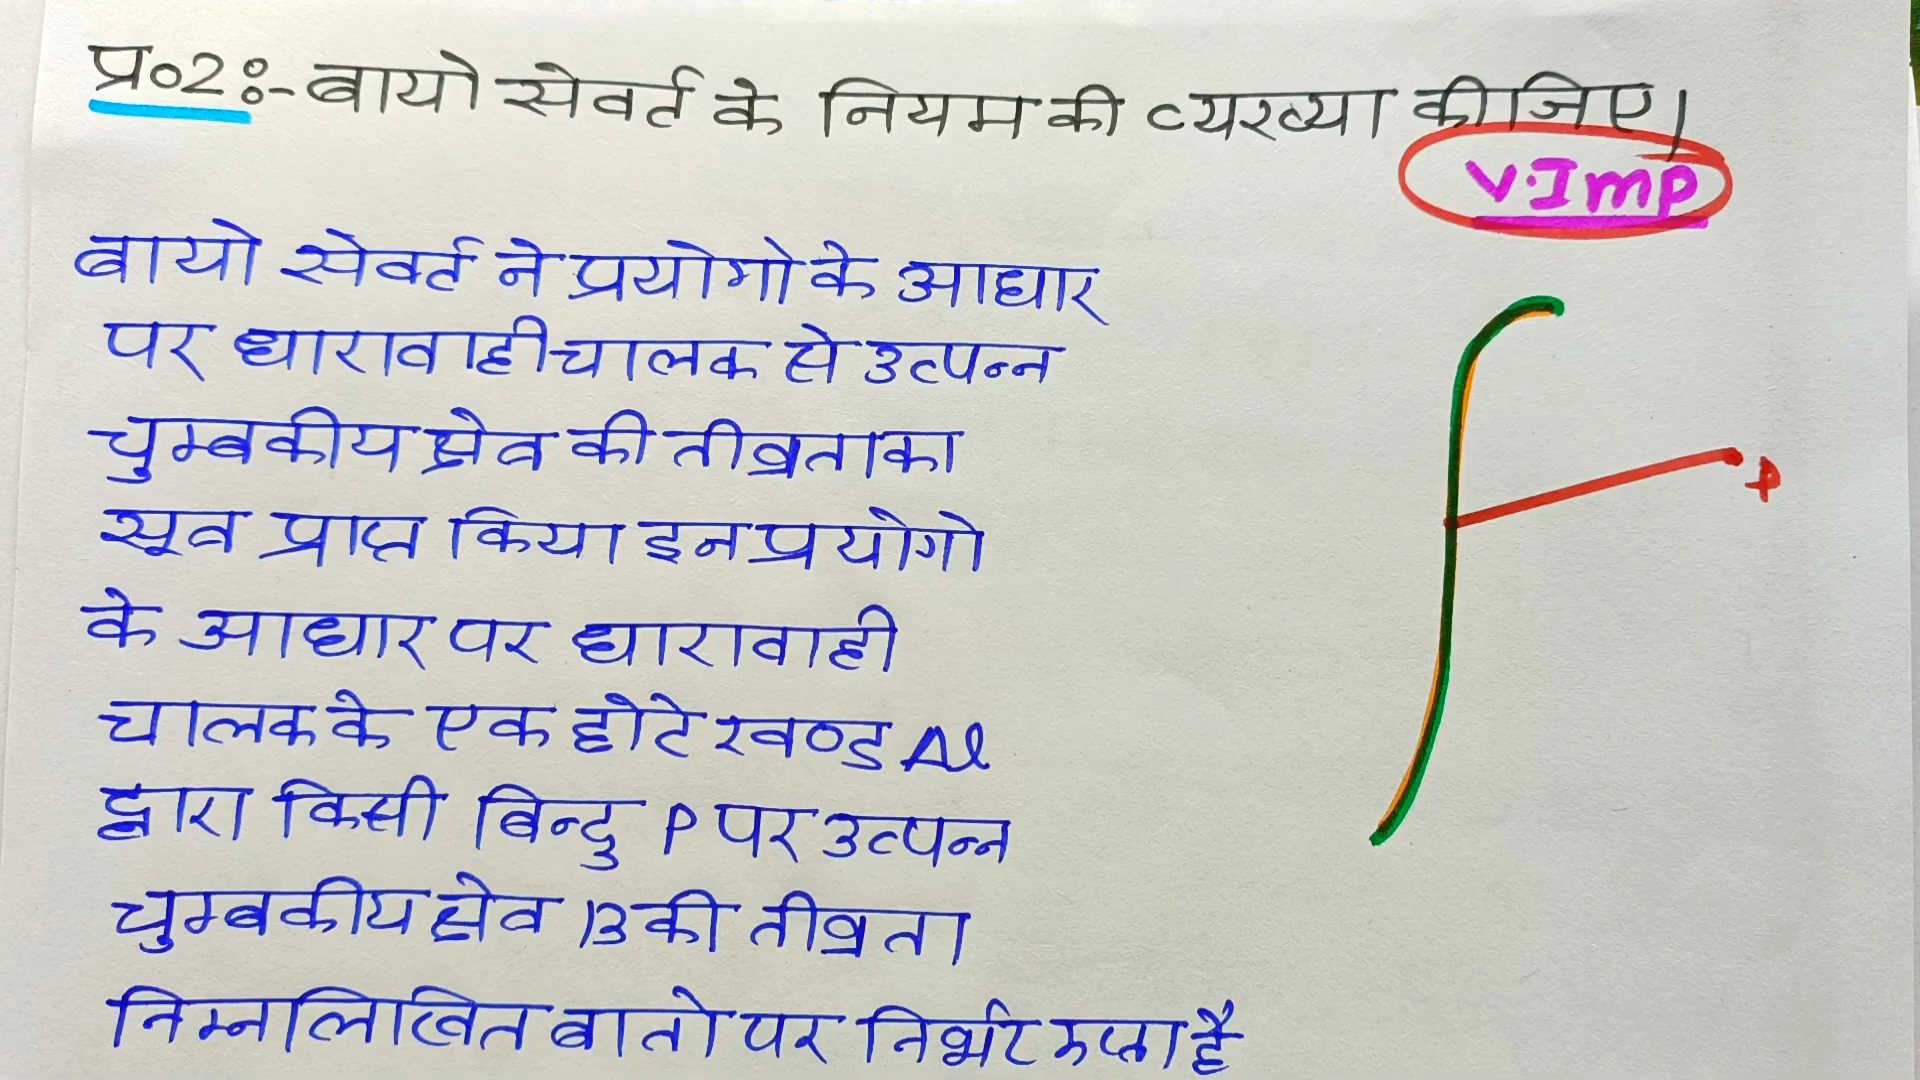 प्र०2ः- बायो सेवर्ट के नियम की व्यख्या कीजिए।
V.Imp
बायो सेवर्ट ने प्रयोगो के आधार
पर धारावाही चालक से उत्पन्न
चुम्बकीय क्षेत्र की तीव्रता का
सूत्र प्राप्त किया इन प्रयोगो
P
के आधार पर धारावाही
चालक के एक छोटे खण्ड Δl
द्वारा किसी बिन्दु P पर उत्पन्न
चुम्बकीय क्षेत्र B की तीव्रता
निम्नलिखित बातो पर निर्भर करता है